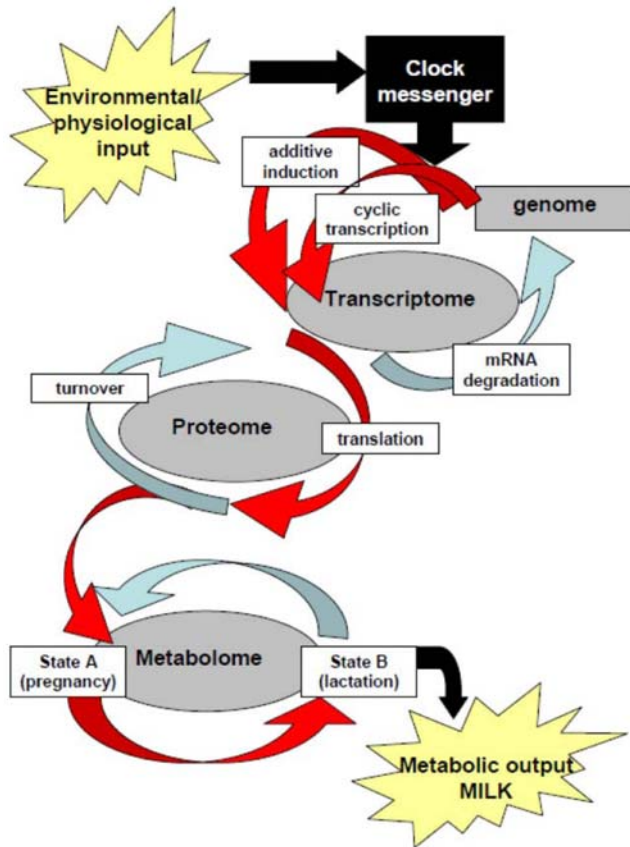 Environmental/
physiological
input
Clock
messenger
additive
induction
cyclic
transcription
genome
Transcriptome
mRNA
degradation
turnover
Proteome
translation
State A
(pregnancy)
Metabolome
State B
(lactation)
Metabolic output
MILK